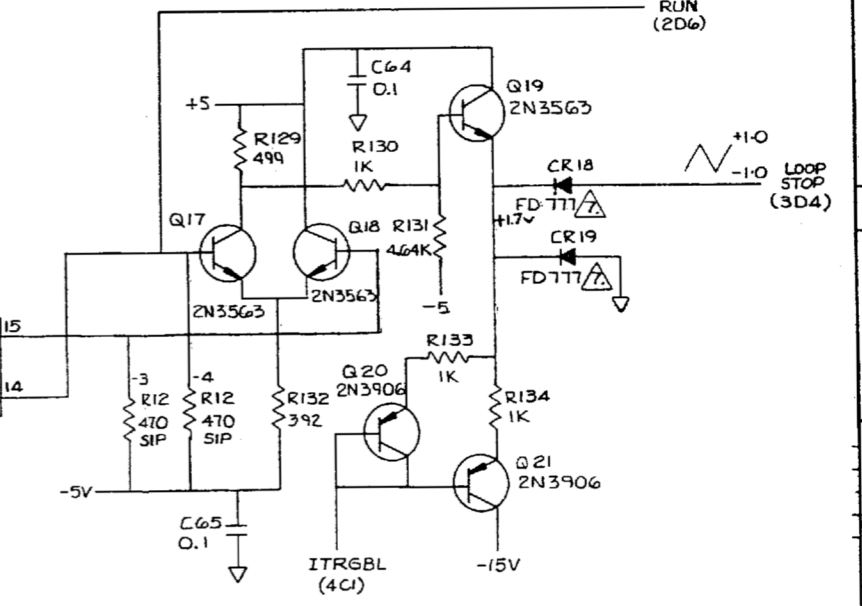 RUN
(2D6)
C64
0.1
Q19
2N3563
+5
R129
499
R130
1K
CR18
FD777 7.
+1.0
-1.0
LOOP
STOP
(3D4)
Q17
Q18
R131
4.64K
+1.7v
CR19
FD777 7.
2N3563
2N3563
-5
15
R133
1K
14
-3
R12
470
SIP
-4
R12
470
SIP
R132
392
Q20
2N3906
R134
1K
Q21
2N3906
-5V
C65
0.1
ITRGBL
(4C1)
-15V